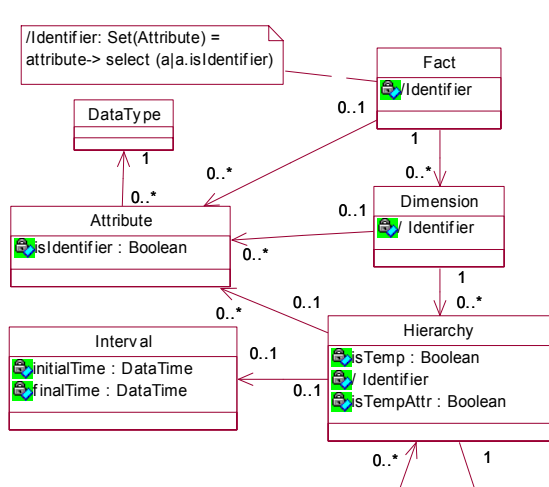 /Identifier: Set(Attribute) =
attribute-> select (a|a.isIdentifier)
Fact
/Identifier
DataType
0..1
1
1
0..*
0..*
0..*
Dimension
/ Identifier
Attribute
isIdentifier : Boolean
0..1
0..*
1
0..*
0..1
0..*
Hierarchy
isTemp : Boolean
/ Identifier
isTempAttr : Boolean
Interval
initialTime : DataTime
finalTime : DataTime
0..1
0..1
0..*
1